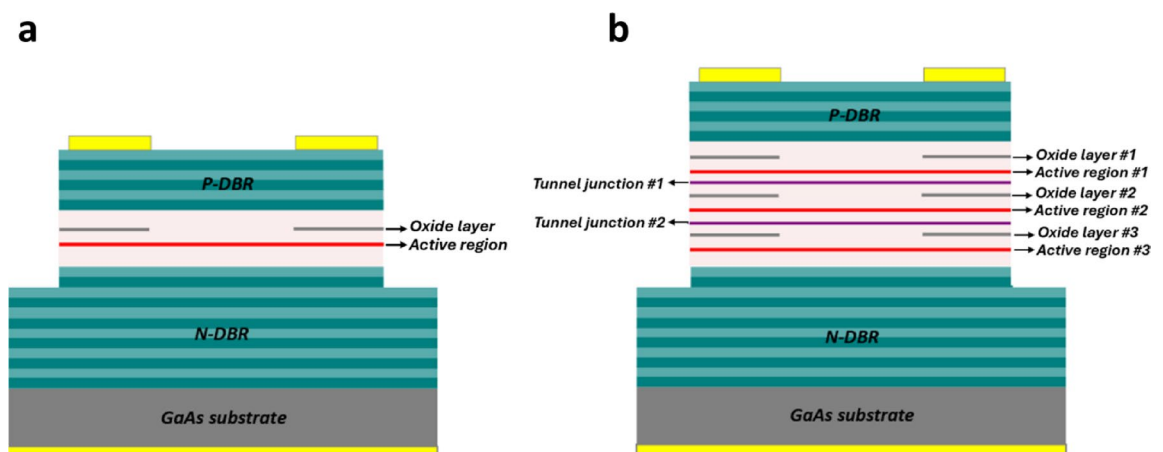 a
P-DBR
Oxide layer
Active region
N-DBR
GaAs substrate
b
P-DBR
Oxide layer #1
Active region #1
Tunnel junction #1
Oxide layer #2
Active region #2
Tunnel junction #2
Oxide layer #3
Active region #3
N-DBR
GaAs substrate